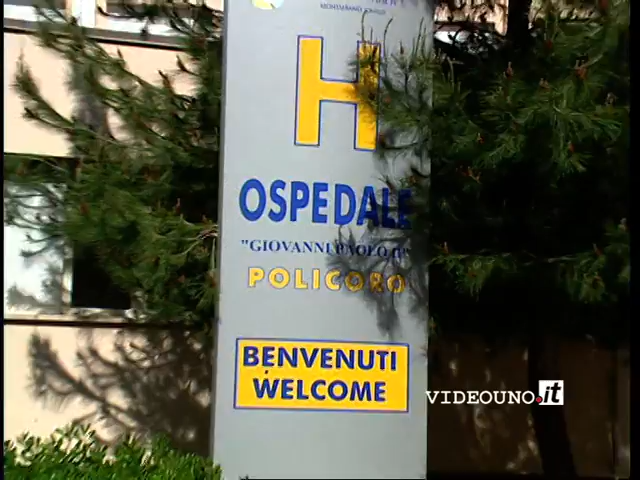 H
OSPEDALE
"GIOVANNI PAOLO II"
POLICORO
BENVENUTI
WELCOME
VIDEOUNO.it